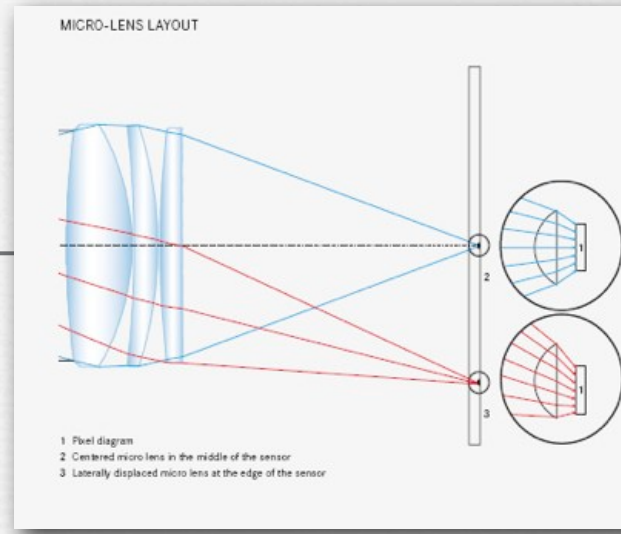 MICRO-LENS LAYOUT
1
2
1
3
1 Pixel diagram
2 Centered micro lens in the middle of the sensor
3 Laterally displaced micro lens at the edge of the sensor